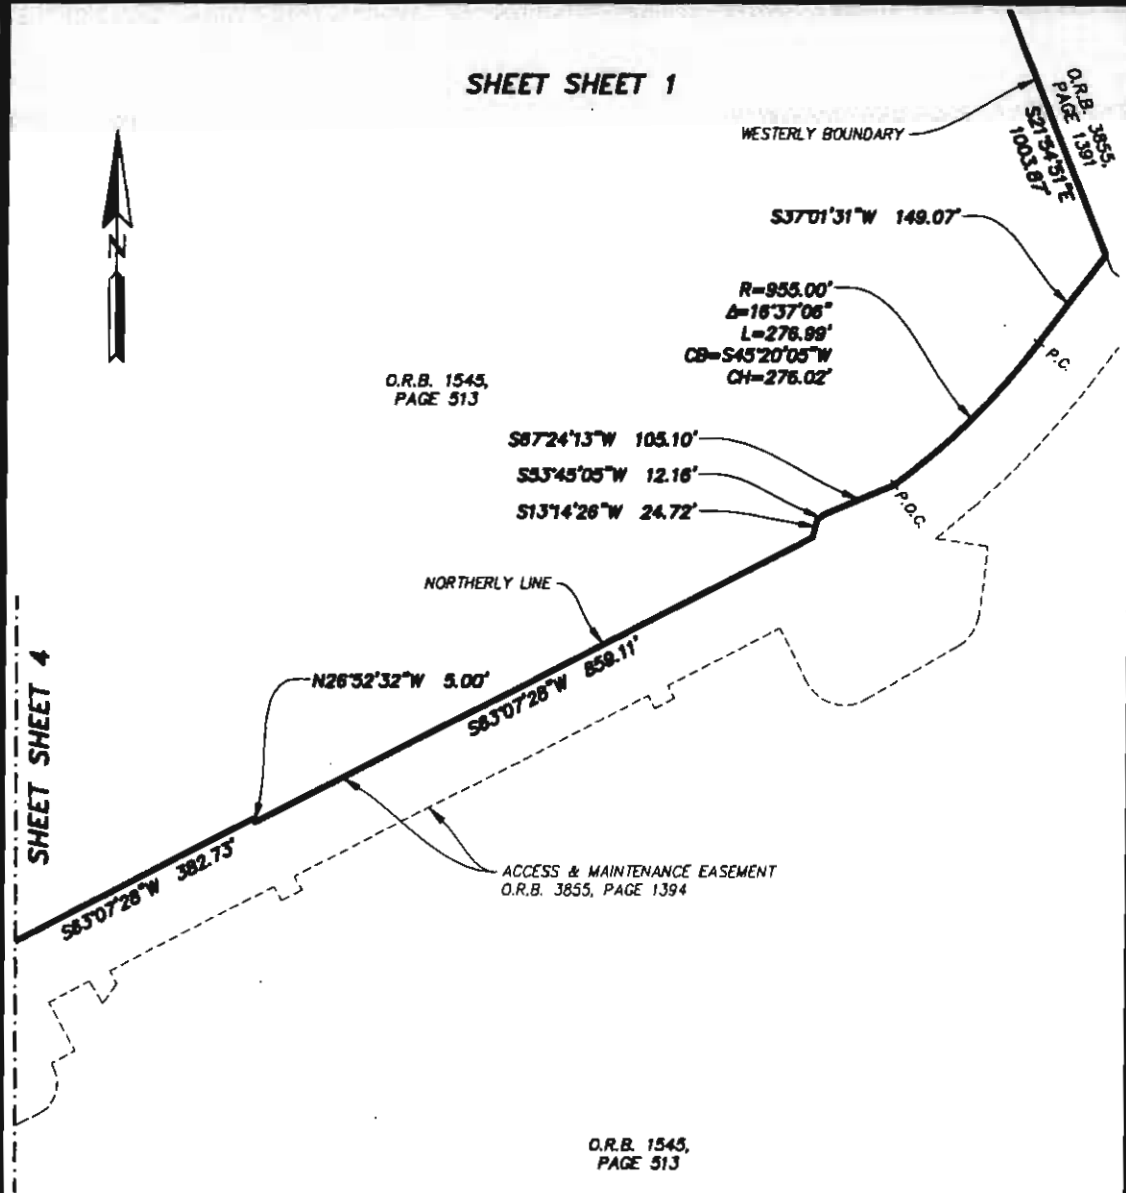 SHEET SHEET 1
WESTERLY BOUNDARY
O.R.B. 3855,
PAGE 1391
S21°54'51"E
1003.87'
S37°01'31"W 149.07'
R=955.00'
Δ=16°37'06"
L=276.99'
CB=S45°20'05"W
CH=276.02'
P.C.
N
O.R.B. 1545,
PAGE 513
S67°24'13"W 105.10'
S53°45'05"W 12.16'
S13°14'26"W 24.72'
P.O.C.
NORTHERLY LINE
N26°52'32"W 5.00'
S63°07'28"W 859.11'
SHEET SHEET 4
S63°07'28"W 382.73'
ACCESS & MAINTENANCE EASEMENT
O.R.B. 3855, PAGE 1394
O.R.B. 1545,
PAGE 513